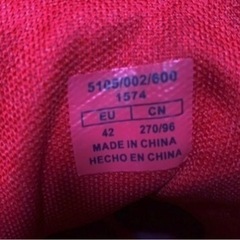 5105/002/600
1574
EU CN
42 270/96
MADE IN CHINA
HECHO EN CHINA